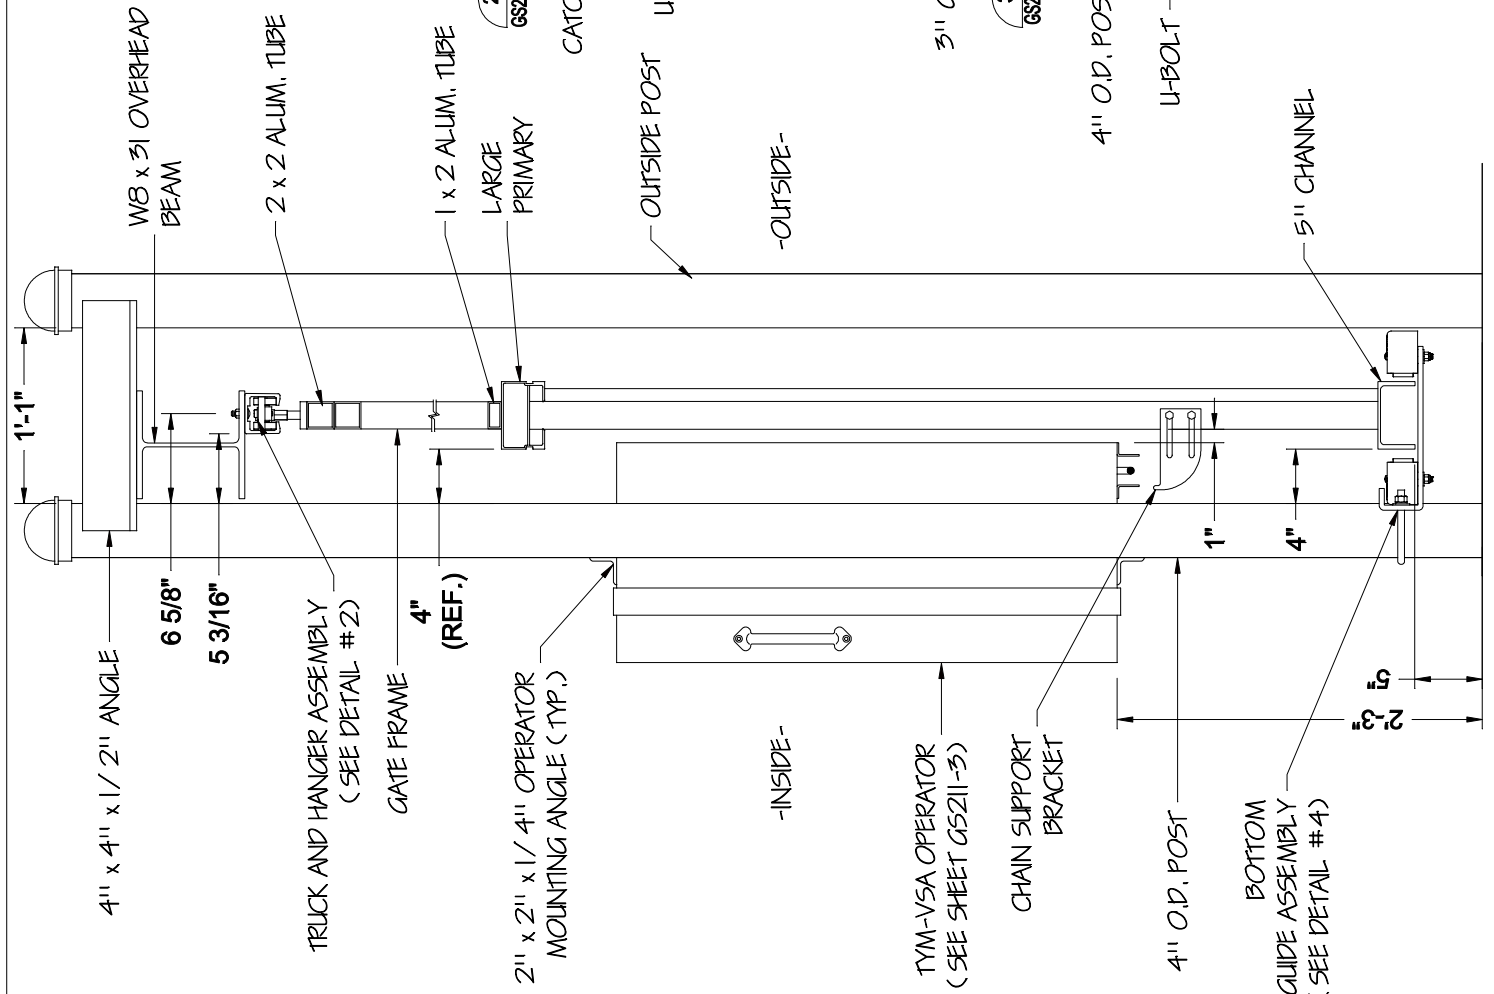 W8 x 31 OVERHEAD
BEAM
2 x 2 ALUM. TUBE
1 x 2 ALUM. TUBE
LARGE
PRIMARY
OUTSIDE POST
-OUTSIDE-
5" CHANNEL
4" O.D. POS
U-BOLT
3" O
CATC
U
2
GS2
3
GS2
1'-1"
6 5/8"
5 3/16"
4"
(REF.)
1"
4"
5"
2'-3"
4" x 4" x 1/2" ANGLE
TRUCK AND HANGER ASSEMBLY
(SEE DETAIL #2)
GATE FRAME
2" x 2" x 1/4" OPERATOR
MOUNTING ANGLE (TYP.)
-INSIDE-
TYM-VSA OPERATOR
(SEE SHEET GS211-3)
CHAIN SUPPORT
BRACKET
4" O.D. POST
BOTTOM
GUIDE ASSEMBLY
(SEE DETAIL #4)